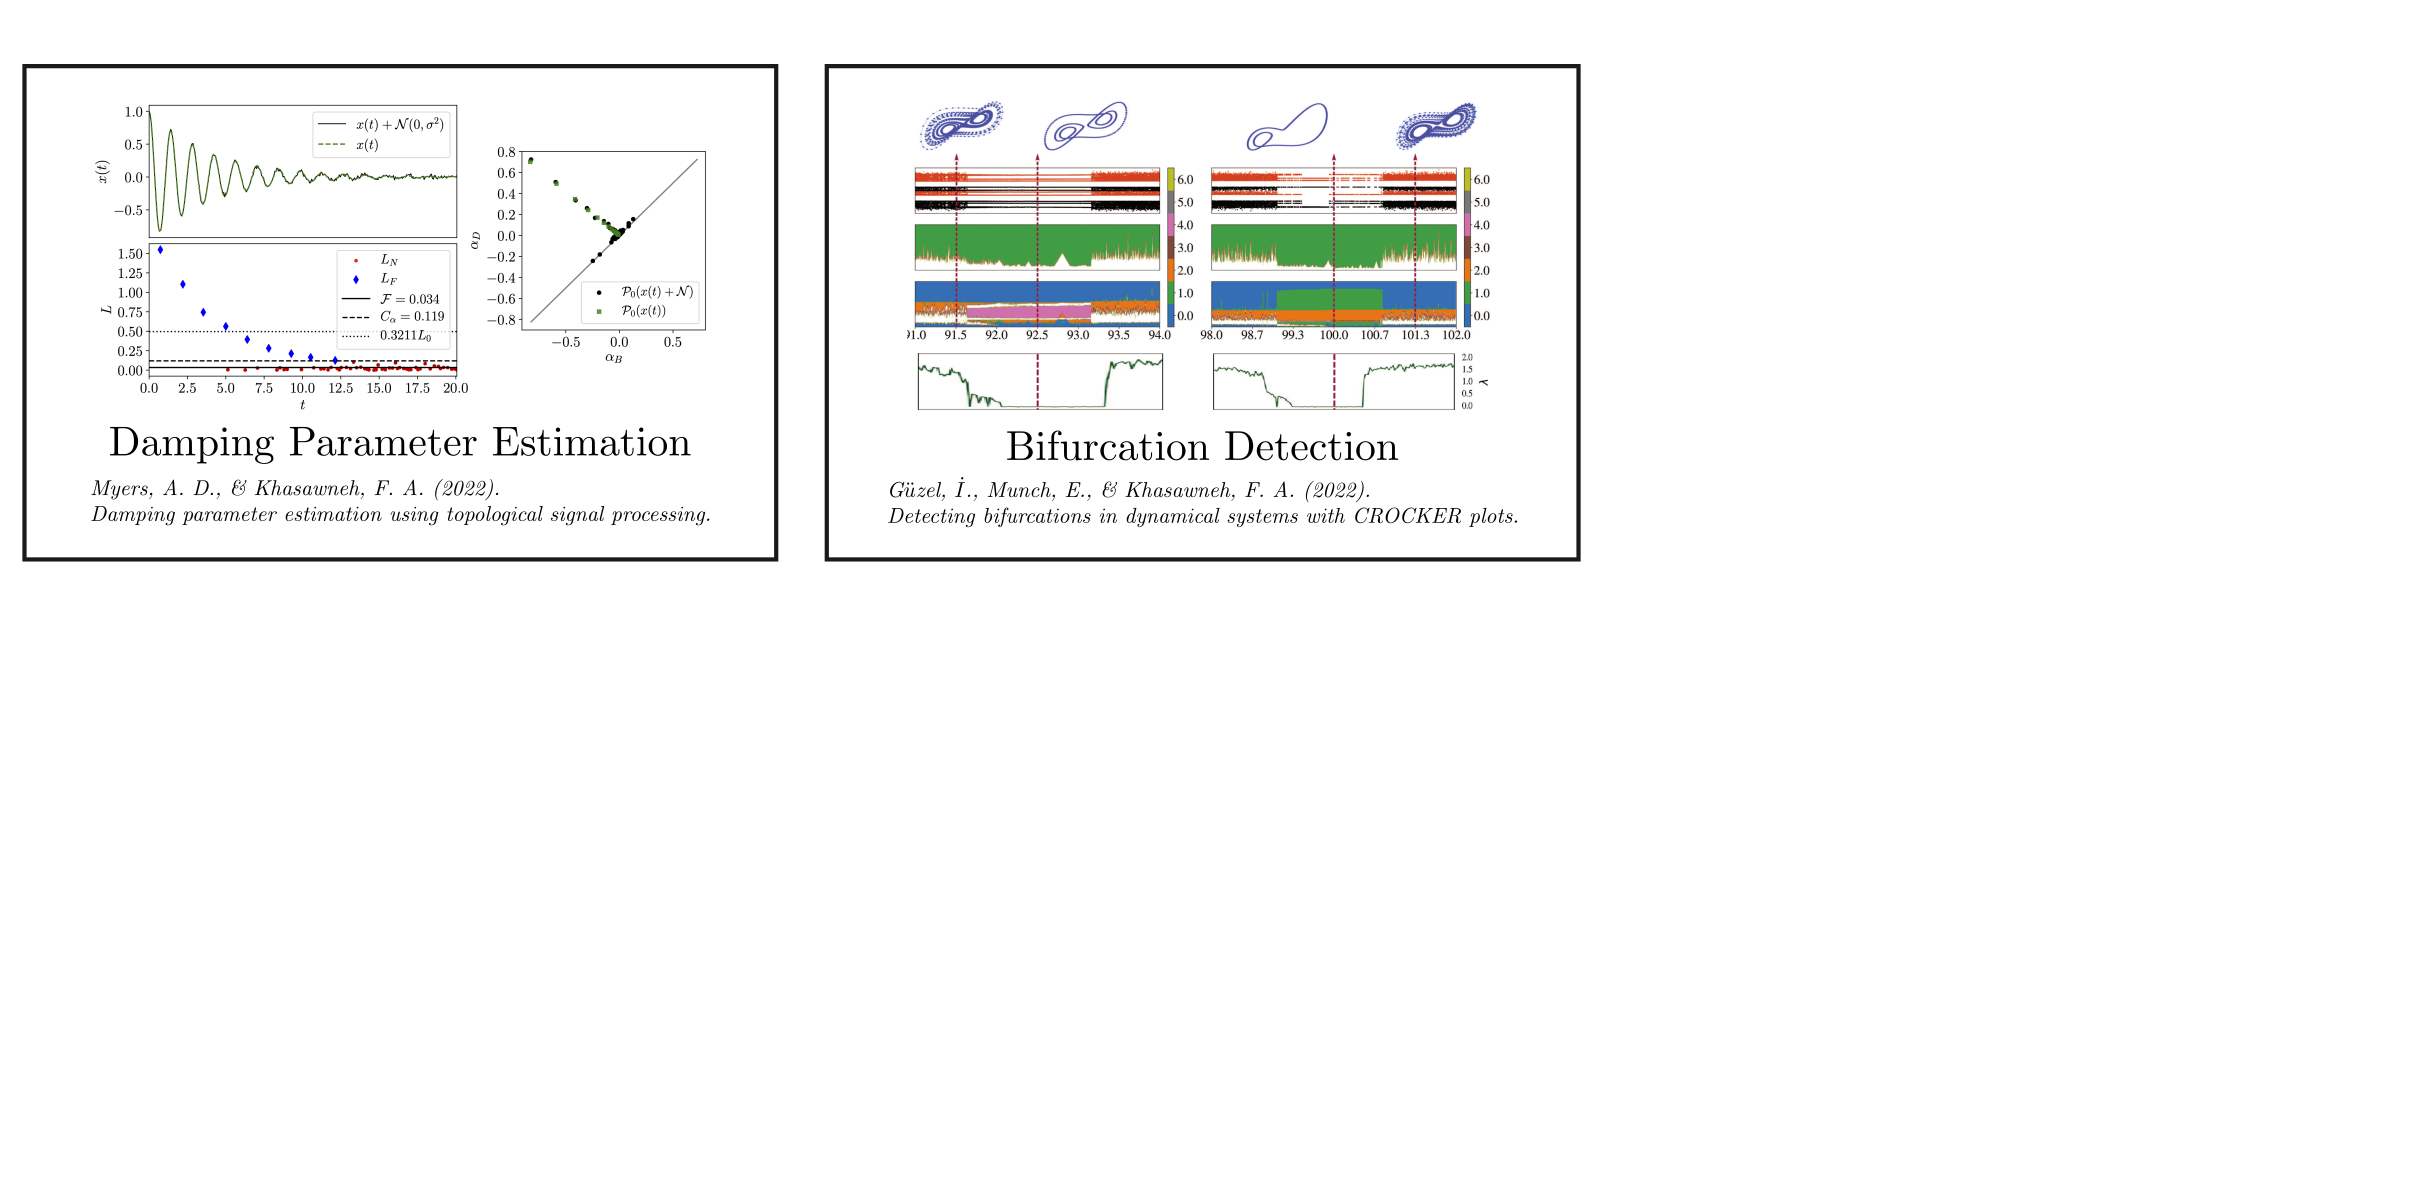 1.0
0.5
0.0
−0.5
x(t)
x(t) + 𝒩(0, σ²)
x(t)
1.50
1.25
1.00
0.75
0.50
0.25
0.00
L
L_N
L_F
ℱ = 0.034
C_α = 0.119
0.3211L₀
0.0 2.5 5.0 7.5 10.0 12.5 15.0 17.5 20.0
t
0.8
0.6
0.4
0.2
0.0
−0.2
−0.4
−0.6
−0.8
α_D
𝒫₀(x(t) + 𝒩)
𝒫₀(x(t))
−0.5 0.0 0.5
α_B
Damping Parameter Estimation
Myers, A. D., & Khasawneh, F. A. (2022).
Damping parameter estimation using topological signal processing.
6.0
5.0
4.0
3.0
2.0
1.0
0.0
91.0 91.5 92.0 92.5 93.0 93.5 94.0
6.0
5.0
4.0
3.0
2.0
1.0
0.0
98.0 98.7 99.3 100.0 100.7 101.3 102.0
2.0
1.5
1.0
0.5
0.0
λ
Bifurcation Detection
Güzel, İ., Munch, E., & Khasawneh, F. A. (2022).
Detecting bifurcations in dynamical systems with CROCKER plots.